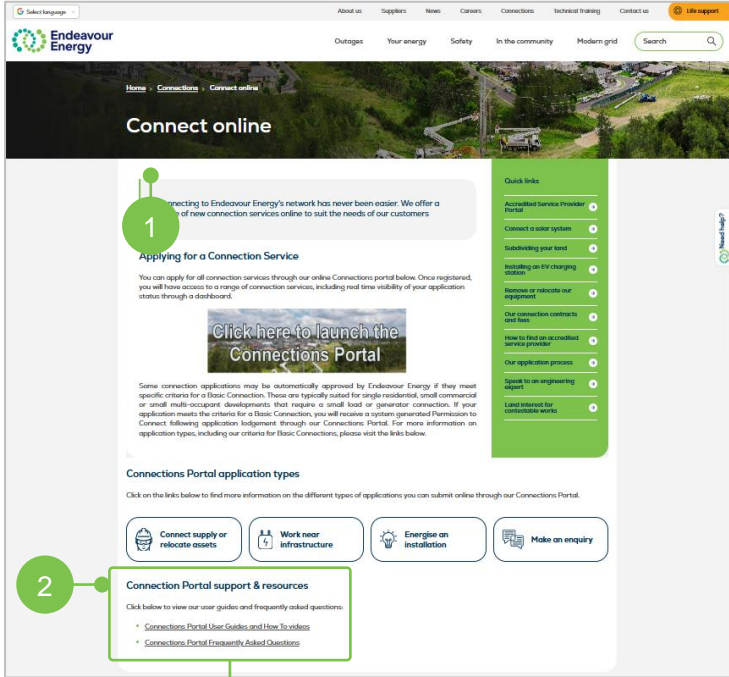 Select language
About us Suppliers News Careers Connections Technical training Contact us Life support
Endeavour
Energy
Outages Your energy Safety In the community Modern grid Search
Home > Connections > Connect online
Connect online
1
necting to Endeavour Energy's network has never been easier. We offer a
of new connection services online to suit the needs of our customers
Applying for a Connection Service
You can apply for all connection services through our online Connections portal below. Once registered,
you will have access to a range of connection services, including real time visibility of your application
status through a dashboard.
Click here to launch the
Connections Portal
Some connection applications may be automatically approved by Endeavour Energy if they meet
specific criteria for a Basic Connection. These are typically suited for single residential, small commercial
or small multi-occupant developments that require a small load or generator connection. If your
application meets the criteria for a Basic Connection, you will receive a system generated Permission to
Connect following application lodgement through our Connections Portal. For more information on
application types, including our criteria for Basic Connections, please visit the links below.
Quick links
Accredited Service Provider
Portal
Connect a solar system
Subdividing your land
Installing an EV charging
station
Remove or relocate our
equipment
Our connection contracts
and fees
How to find an accredited
service provider
Our application process
Speak to an engineering
expert
Land interest for
contestable works
Need help?
Connections Portal application types
Click on the links below to find more information on the different types of applications you can submit online through our Connections Portal.
Connect supply or
relocate assets
Work near
infrastructure
Energise an
installation
Make an enquiry
2
Connection Portal support & resources
Click below to view our user guides and frequently asked questions:
• Connections Portal User Guides and How To videos
• Connections Portal Frequently Asked Questions